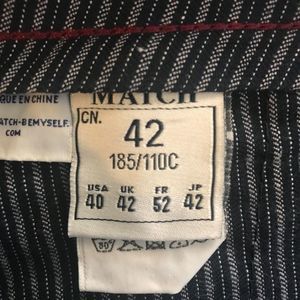 QUE EN CHINE
ATCH-BEMYSELF.
COM
MATCH
CN.
42
185/110C
USA UK FR JP
40 42 52 42